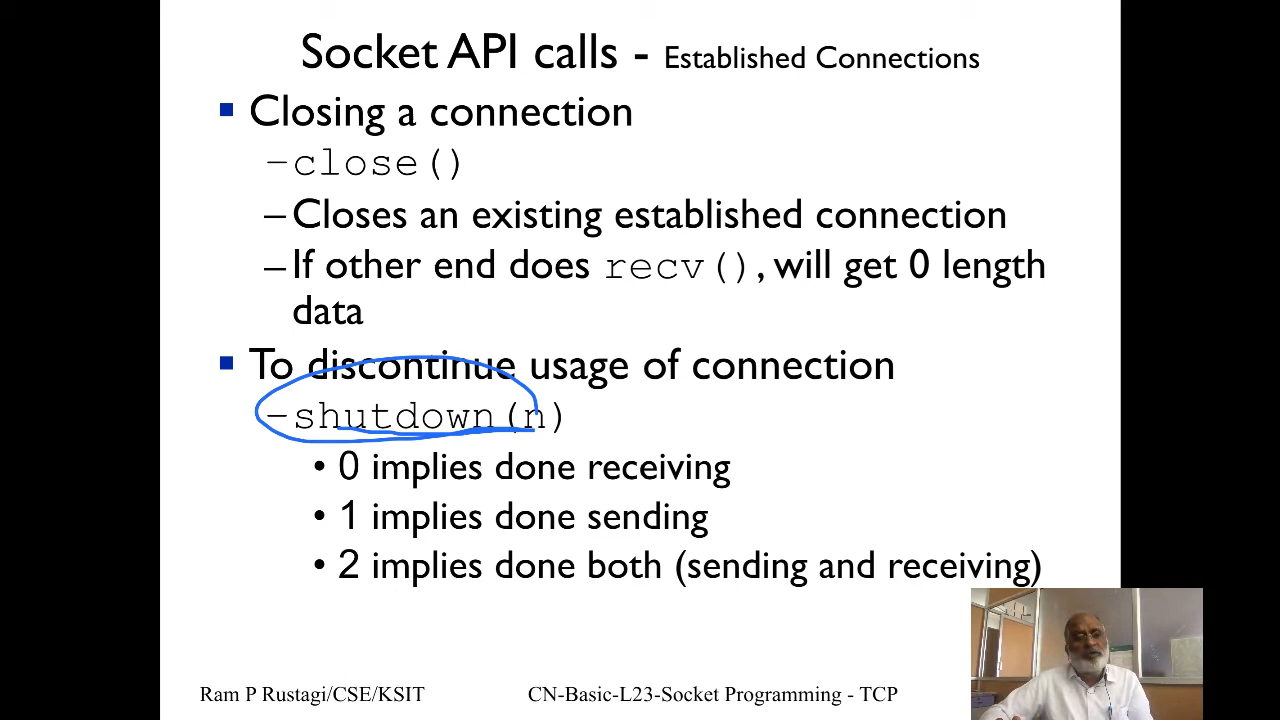 Socket API calls - Established Connections
▪ Closing a connection
–close()
–Closes an existing established connection
–If other end does recv(), will get 0 length
data
▪ To discontinue usage of connection
–shutdown(n)
• 0 implies done receiving
• 1 implies done sending
• 2 implies done both (sending and receiving)
Ram P Rustagi/CSE/KSIT CN-Basic-L23-Socket Programming - TCP